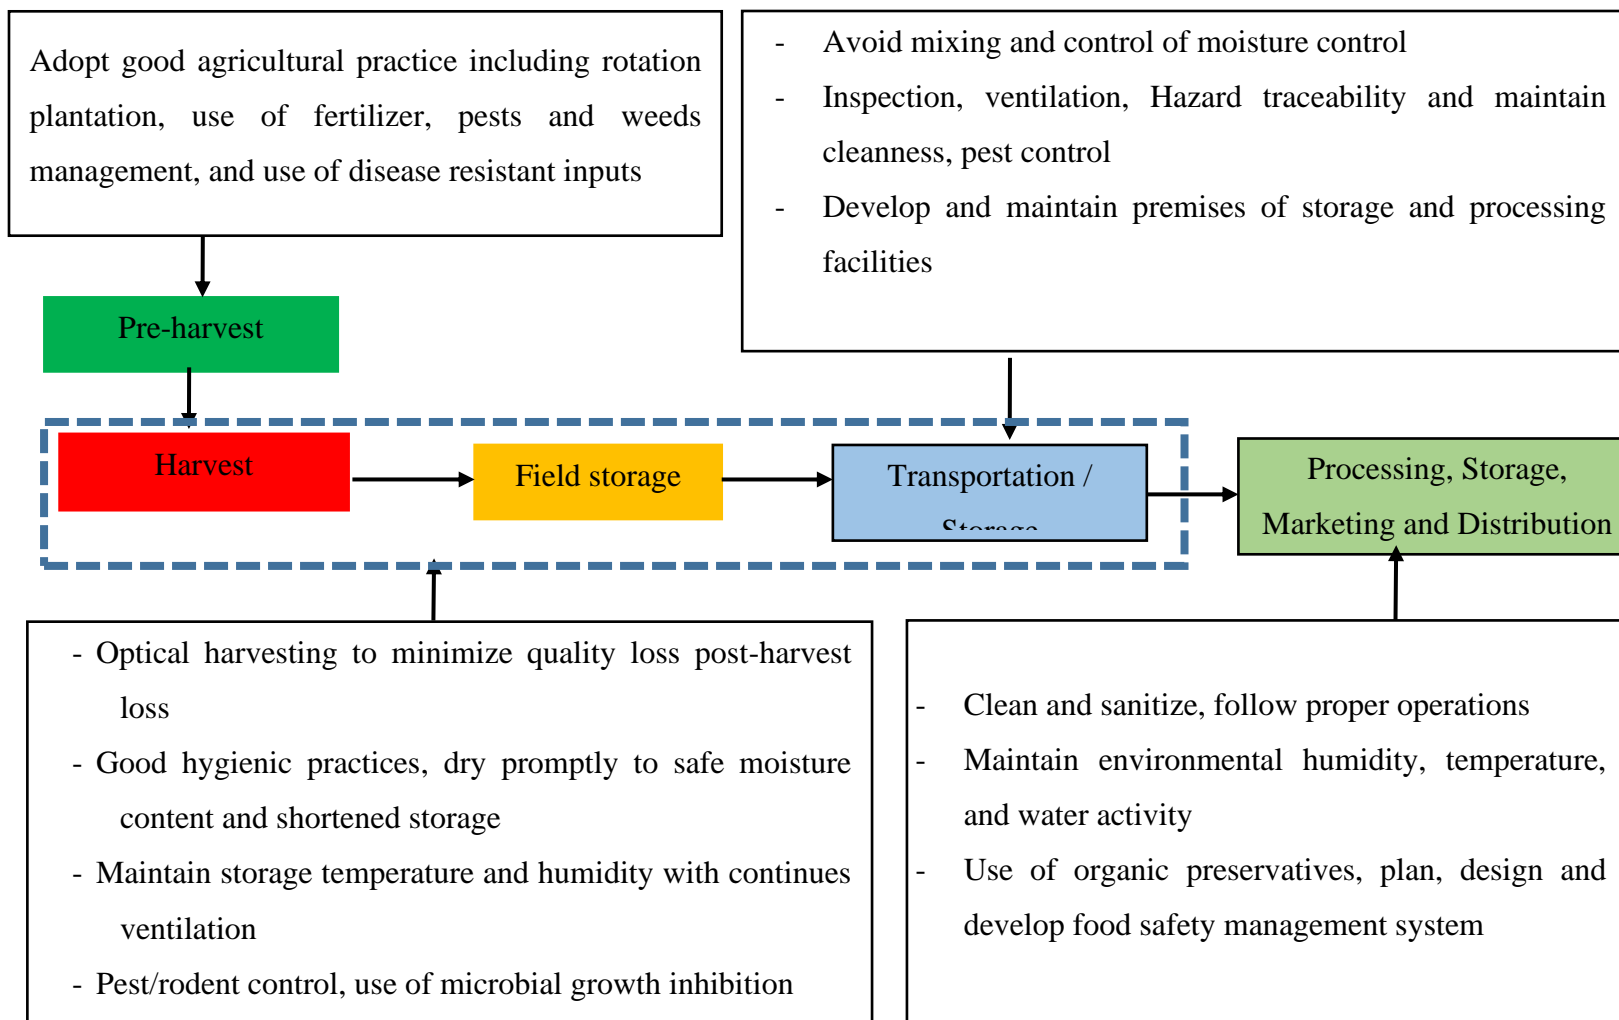 Adopt good agricultural practice including rotation
plantation, use of fertilizer, pests and weeds
management, and use of disease resistant inputs
- Avoid mixing and control of moisture control
- Inspection, ventilation, Hazard traceability and maintain
cleanness, pest control
- Develop and maintain premises of storage and processing
facilities
Pre-harvest
Harvest
Field storage
Transportation /
Storage
Processing, Storage,
Marketing and Distribution
- Optical harvesting to minimize quality loss post-harvest
loss
- Good hygienic practices, dry promptly to safe moisture
content and shortened storage
- Maintain storage temperature and humidity with continues
ventilation
- Pest/rodent control, use of microbial growth inhibition
- Clean and sanitize, follow proper operations
- Maintain environmental humidity, temperature,
and water activity
- Use of organic preservatives, plan, design and
develop food safety management system